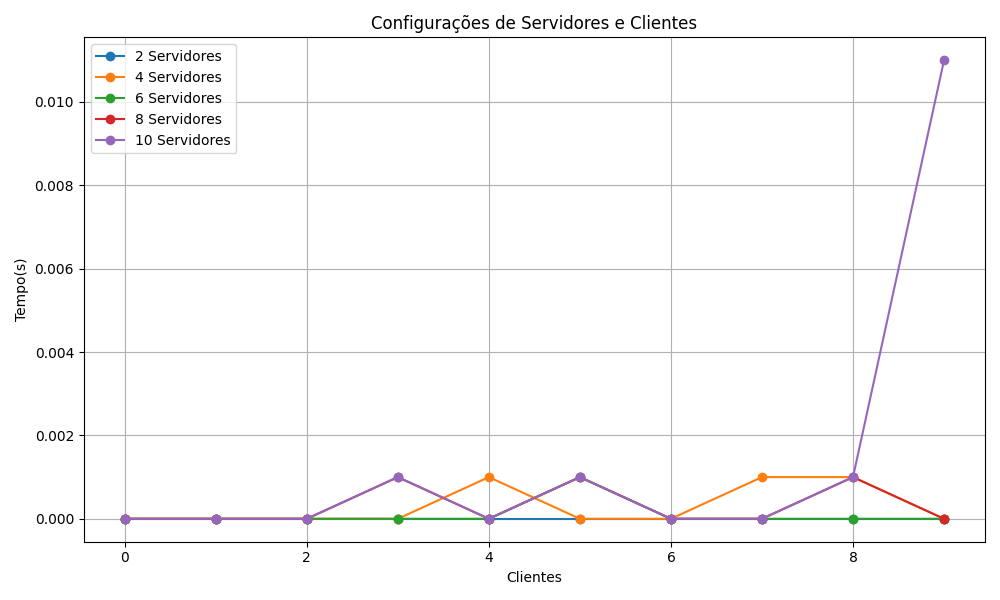 Configurações de Servidores e Clientes
2 Servidores
4 Servidores
6 Servidores
8 Servidores
10 Servidores
Tempo(s)
0.010
0.008
0.006
0.004
0.002
0.000
0 2 4 6 8
Clientes